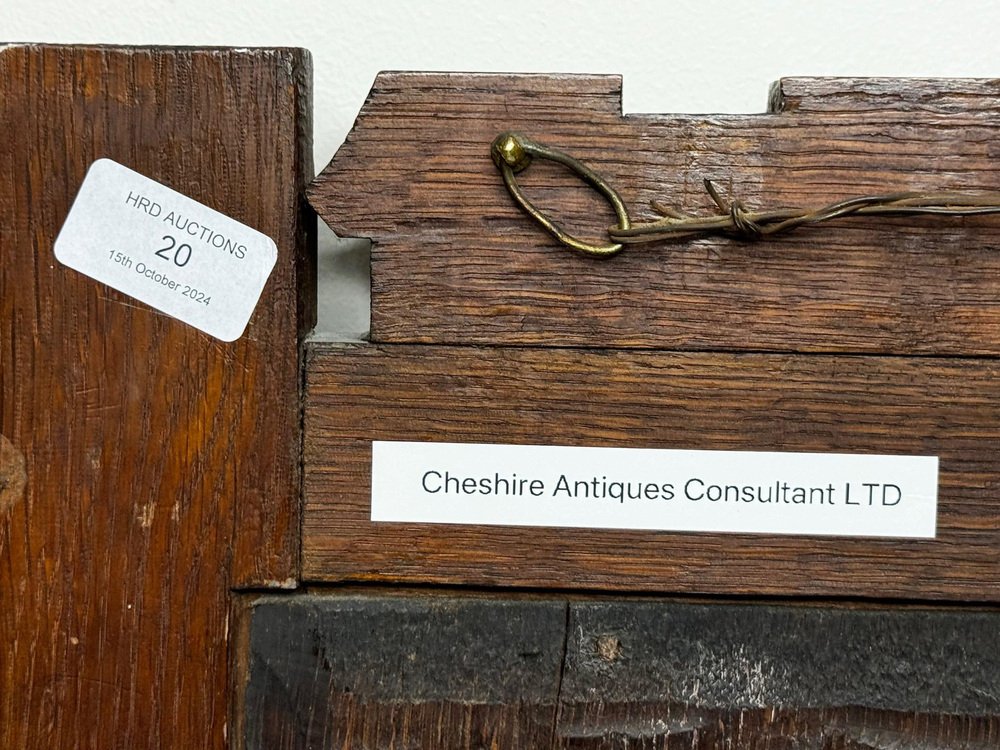 HRD AUCTIONS
20
15th October 2024
Cheshire Antiques Consultant LTD